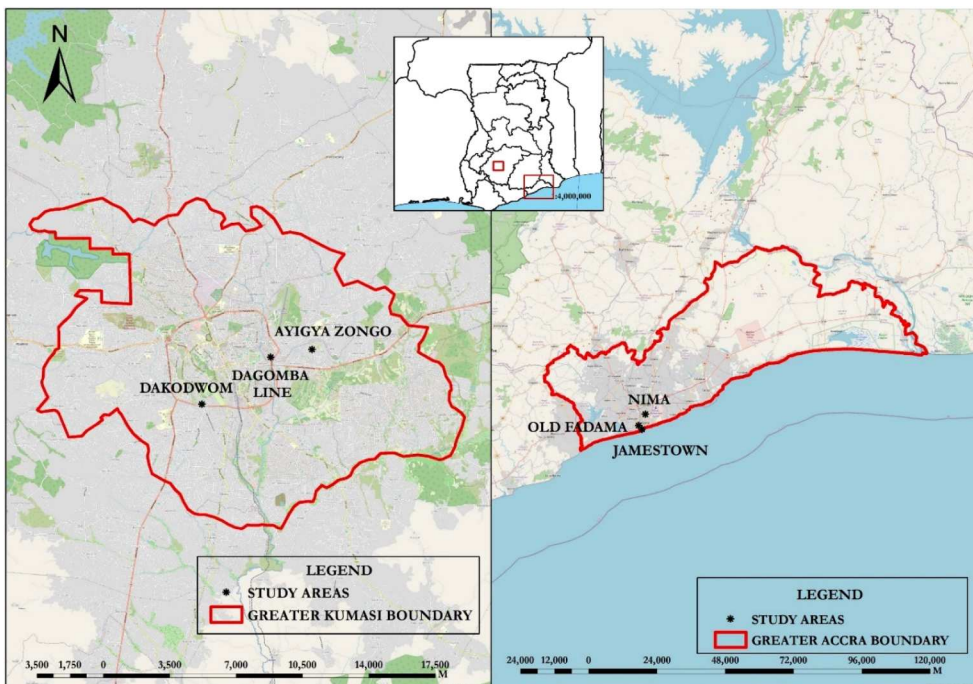 N
AYIGYA ZONGO
DAGOMBA
LINE
DAKODWOM
LEGEND
STUDY AREAS
GREATER KUMASI BOUNDARY
3,500 1,750 0 3,500 7,000 10,500 14,000 17,500
M
:4,000,000
NIMA
OLD FADAMA
JAMESTOWN
LEGEND
STUDY AREAS
GREATER ACCRA BOUNDARY
24,000 12,000 0 24,000 48,000 72,000 96,000 120,000
M